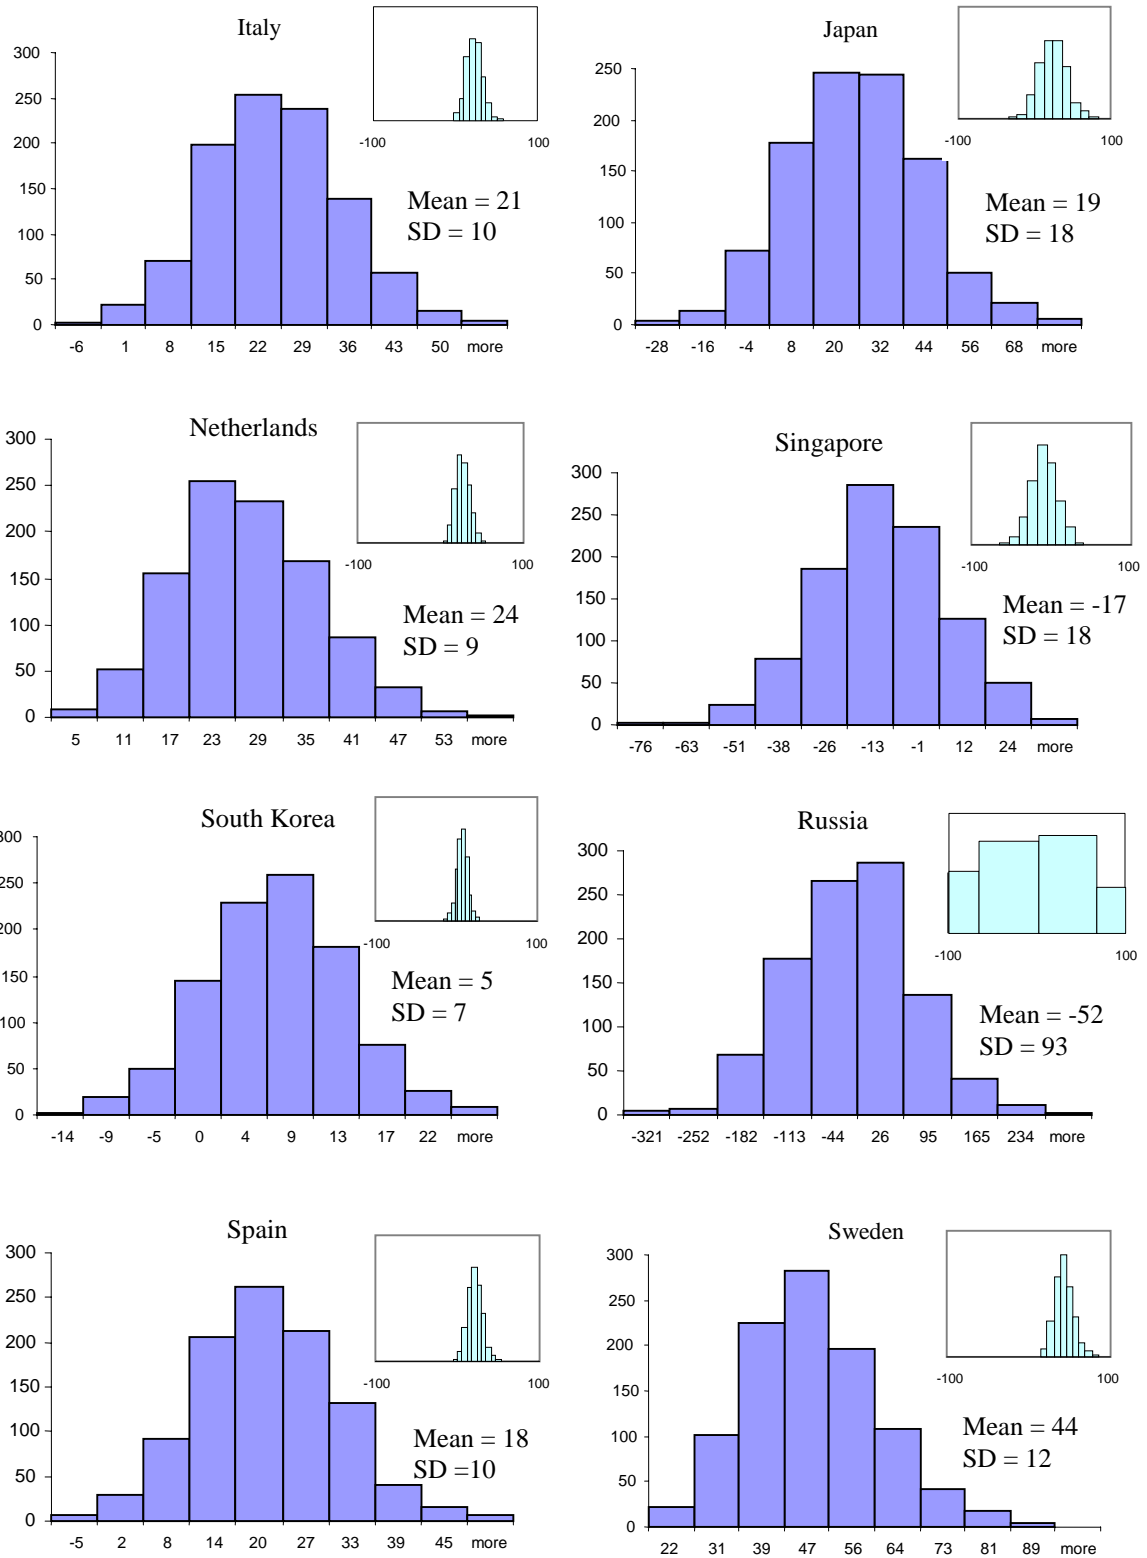 Italy
300
250
200
150
100
50
0
-6 1 8 15 22 29 36 43 50 more
-100 100
Mean = 21
SD = 10
Japan
250
200
150
100
50
0
-28 -16 -4 8 20 32 44 56 68 more
-100 100
Mean = 19
SD = 18
Netherlands
300
250
200
150
100
50
0
5 11 17 23 29 35 41 47 53 more
-100 100
Mean = 24
SD = 9
Singapore
300
250
200
150
100
50
0
-76 -63 -51 -38 -26 -13 -1 12 24 more
-100 100
Mean = -17
SD = 18
South Korea
300
250
200
150
100
50
0
-14 -9 -5 0 4 9 13 17 22 more
-100 100
Mean = 5
SD = 7
Russia
300
250
200
150
100
50
0
-321 -252 -182 -113 -44 26 95 165 234 more
-100 100
Mean = -52
SD = 93
Spain
300
250
200
150
100
50
0
-5 2 8 14 20 27 33 39 45 more
-100 100
Mean = 18
SD =10
Sweden
300
250
200
150
100
50
0
22 31 39 47 56 64 73 81 89 more
-100 100
Mean = 44
SD = 12